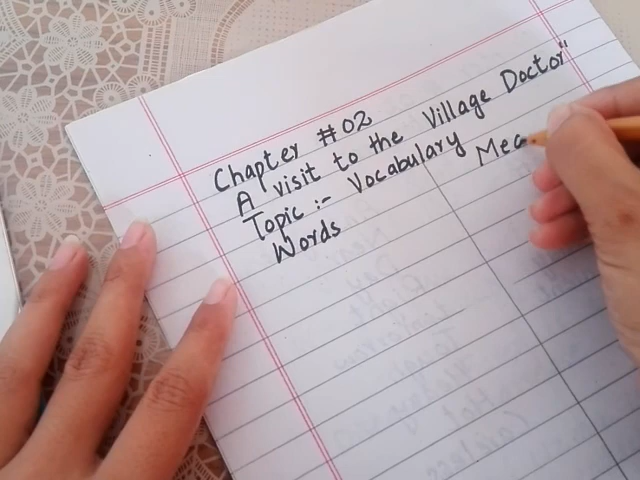 Chapter #02
A visit to the Village Doctor"
Topic :- Vocabulary
Words Mea